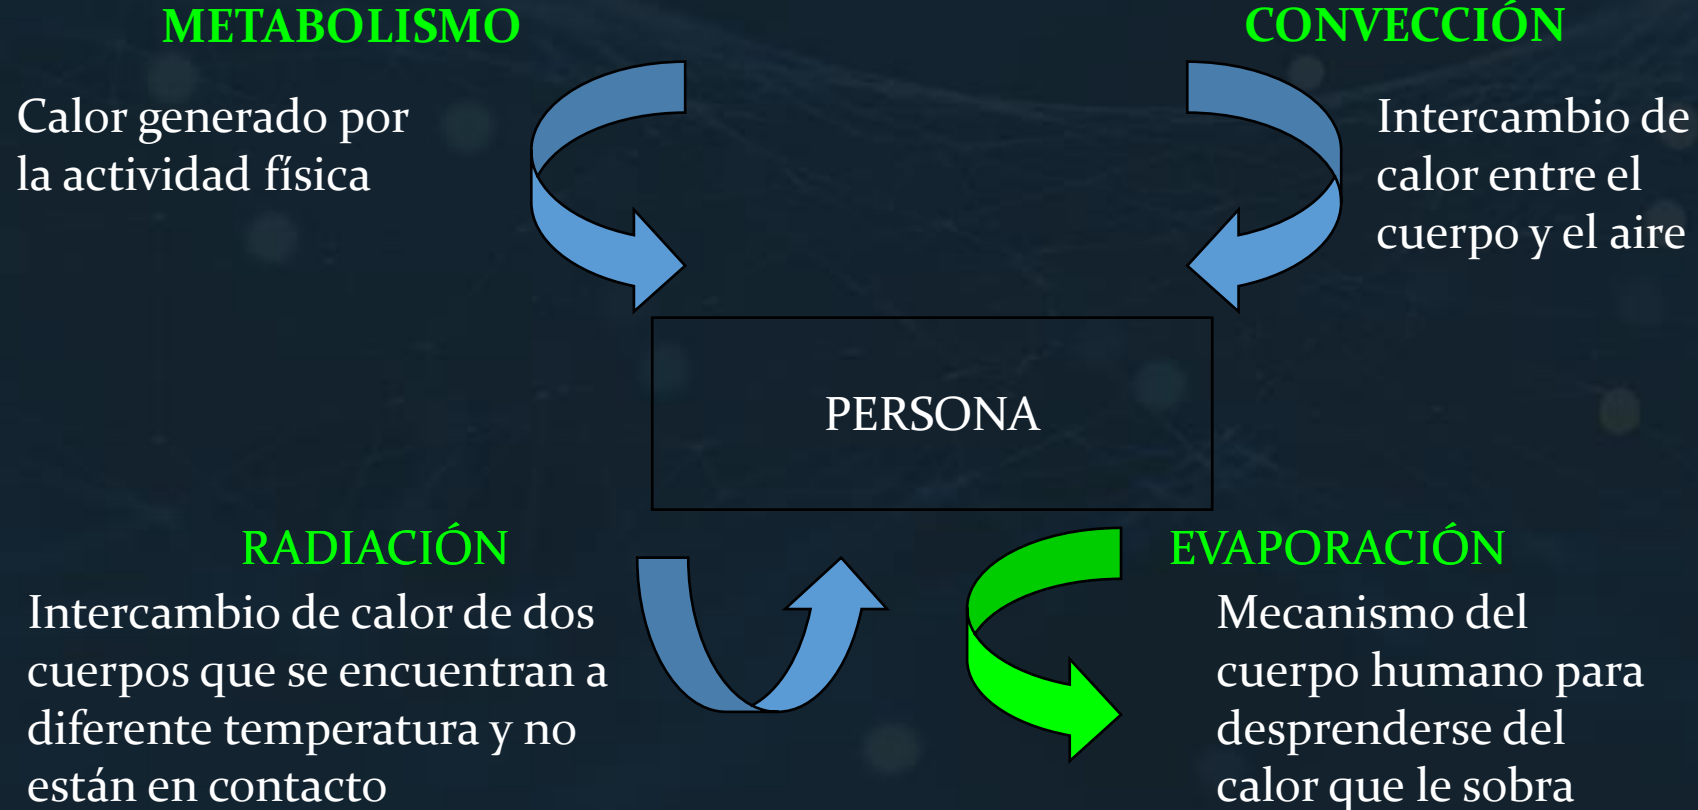 METABOLISMO
Calor generado por
la actividad física
CONVECCIÓN
Intercambio de
calor entre el
cuerpo y el aire
PERSONA
RADIACIÓN
Intercambio de calor de dos
cuerpos que se encuentran a
diferente temperatura y no
están en contacto
EVAPORACIÓN
Mecanismo del
cuerpo humano para
desprenderse del
calor que le sobra